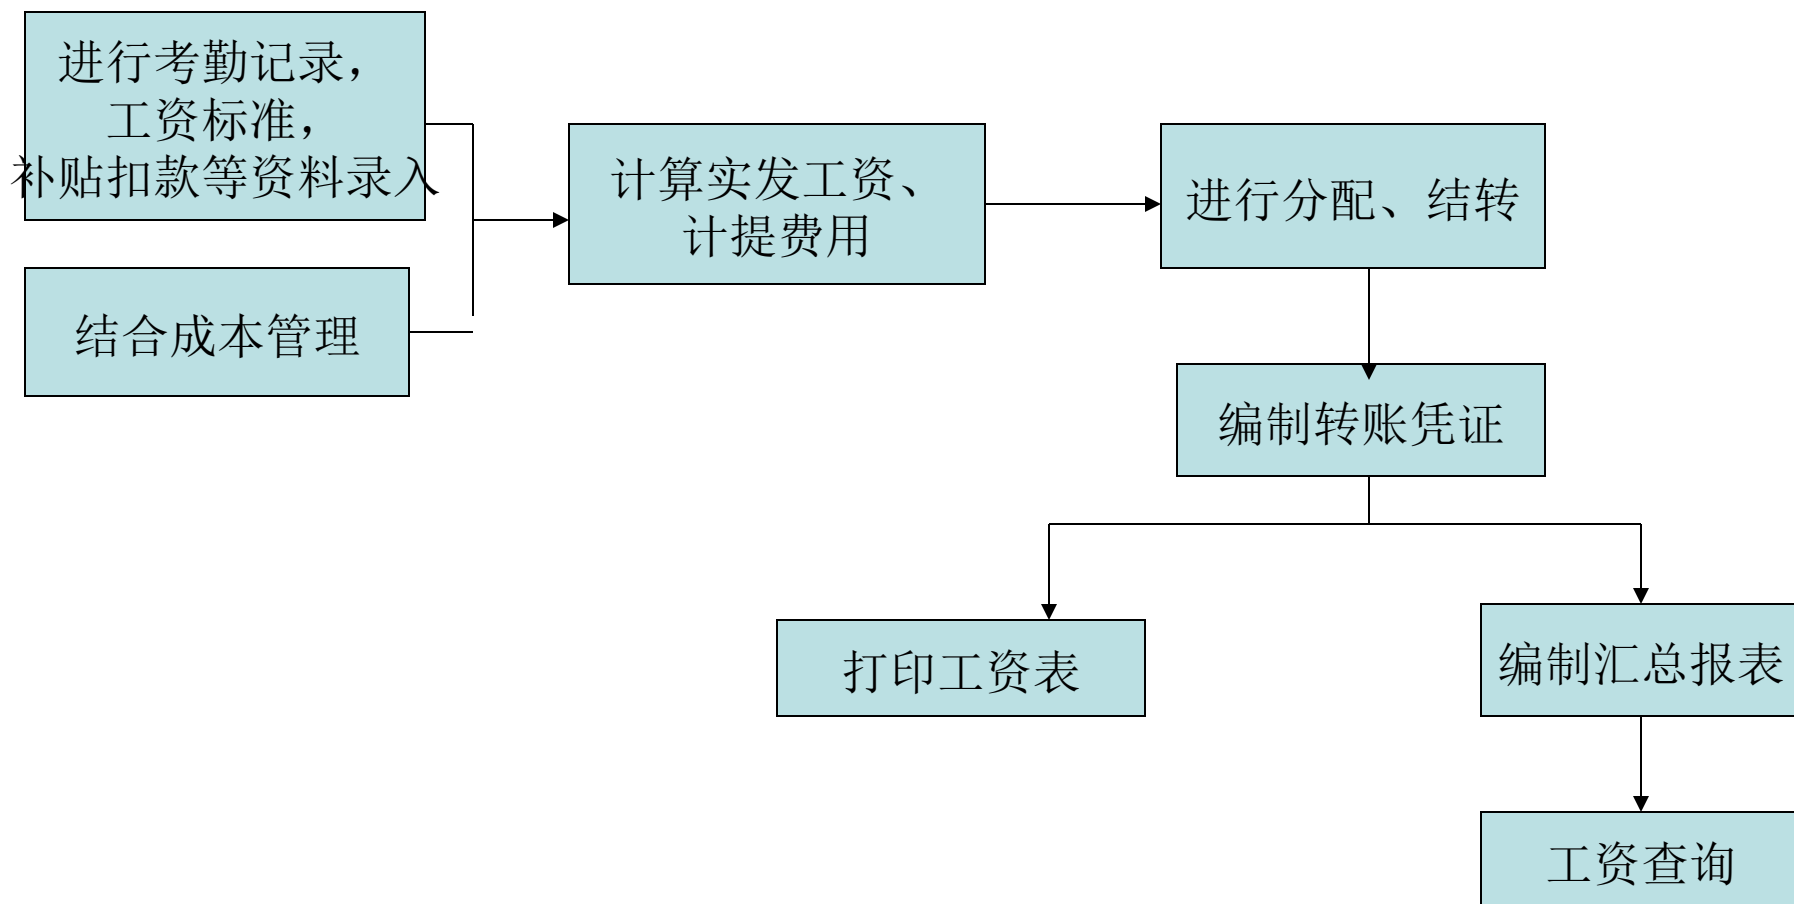 进行考勤记录，
工资标准，
补贴扣款等资料录入
结合成本管理
计算实发工资、
计提费用
进行分配、结转
编制转账凭证
打印工资表
编制汇总报表
工资查询